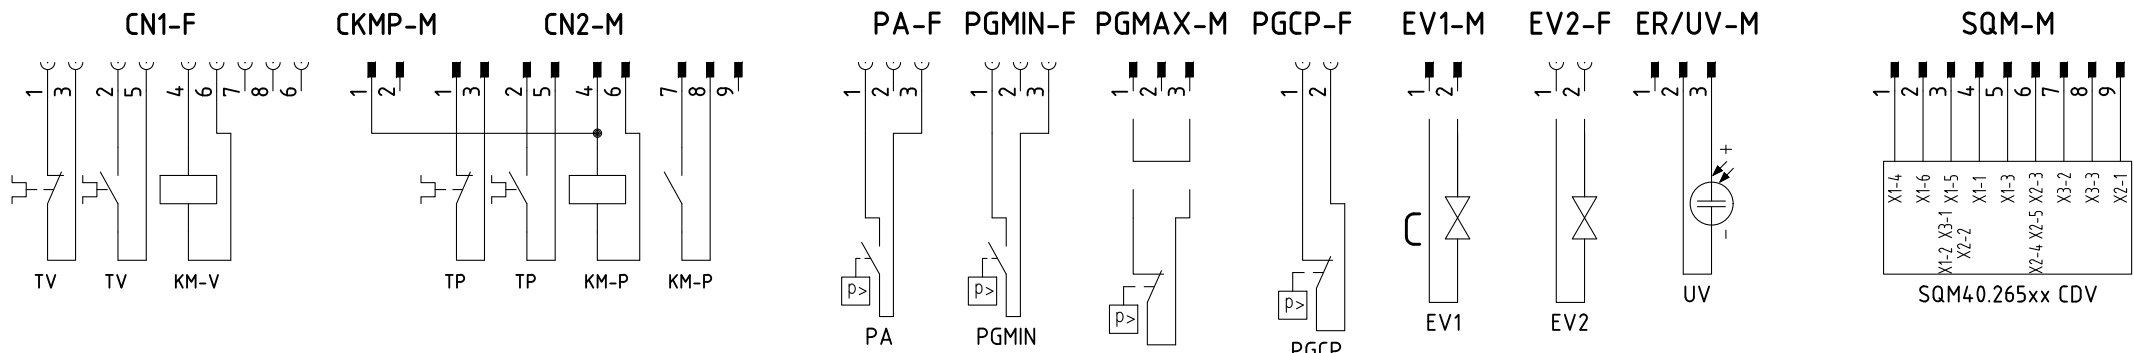 CN1-F CKMP-M CN2-M PA-F PGMIN-F PGMAX-M PGCP-F EV1-M EV2-F ER/UV-M SQM-M
1 3 2 5 4 6 7 8 6 1 2 1 3 2 5 4 6 7 8 9 1 2 3 1 2 3 1 2 3 1 2 1 2 1 2 1 2 3 1 2 3 4 5 6 7 8 9
+
X1-4 X1-6 X1-5 X1-1 X1-3 X2-3 X3-2 X3-3 X2-1
X1-2 X3-1 X2-2 X2-4 X2-5
C
-
p> p> p> p>
TV TV KM-V TP TP KM-P KM-P UV SQM40.265xx CDV
PA PGMIN EV1 EV2
PGCP